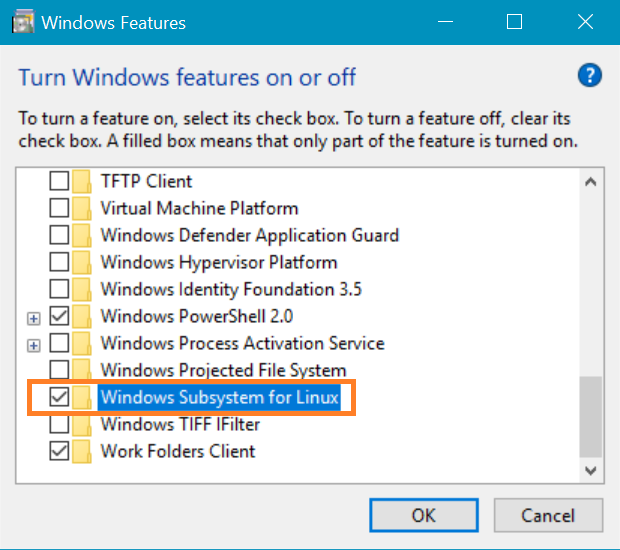 Windows Features
Turn Windows features on or off
?
To turn a feature on, select its check box. To turn a feature off, clear its
check box. A filled box means that only part of the feature is turned on.
TFTP Client
Virtual Machine Platform
Windows Defender Application Guard
Windows Hypervisor Platform
Windows Identity Foundation 3.5
Windows PowerShell 2.0
Windows Process Activation Service
Windows Projected File System
Windows Subsystem for Linux
Windows TIFF IFilter
Work Folders Client
OK Cancel